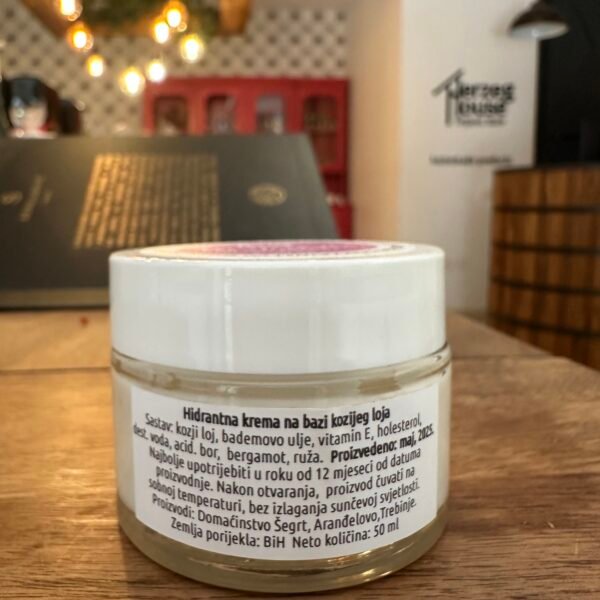 Herzeg
House
Hidrantna krema na bazi kozijeg loja
Sastav: kozji loj, bademovo ulje, vitamin E, holesterol,
dest. voda, acid. bor, bergamot, ruža. Proizvedeno: maj, 2025.
Najbolje upotrijebiti u roku od 12 mjeseci od datuma
proizvodnje. Nakon otvaranja, proizvod čuvati na
sobnoj temperaturi, bez izlaganja sunčevoj svjetlosti.
Proizvodi: Domaćinstvo Šegrt, Aranđelovo,Trebinje.
Zemlja porijekla: BiH Neto količina: 50 ml